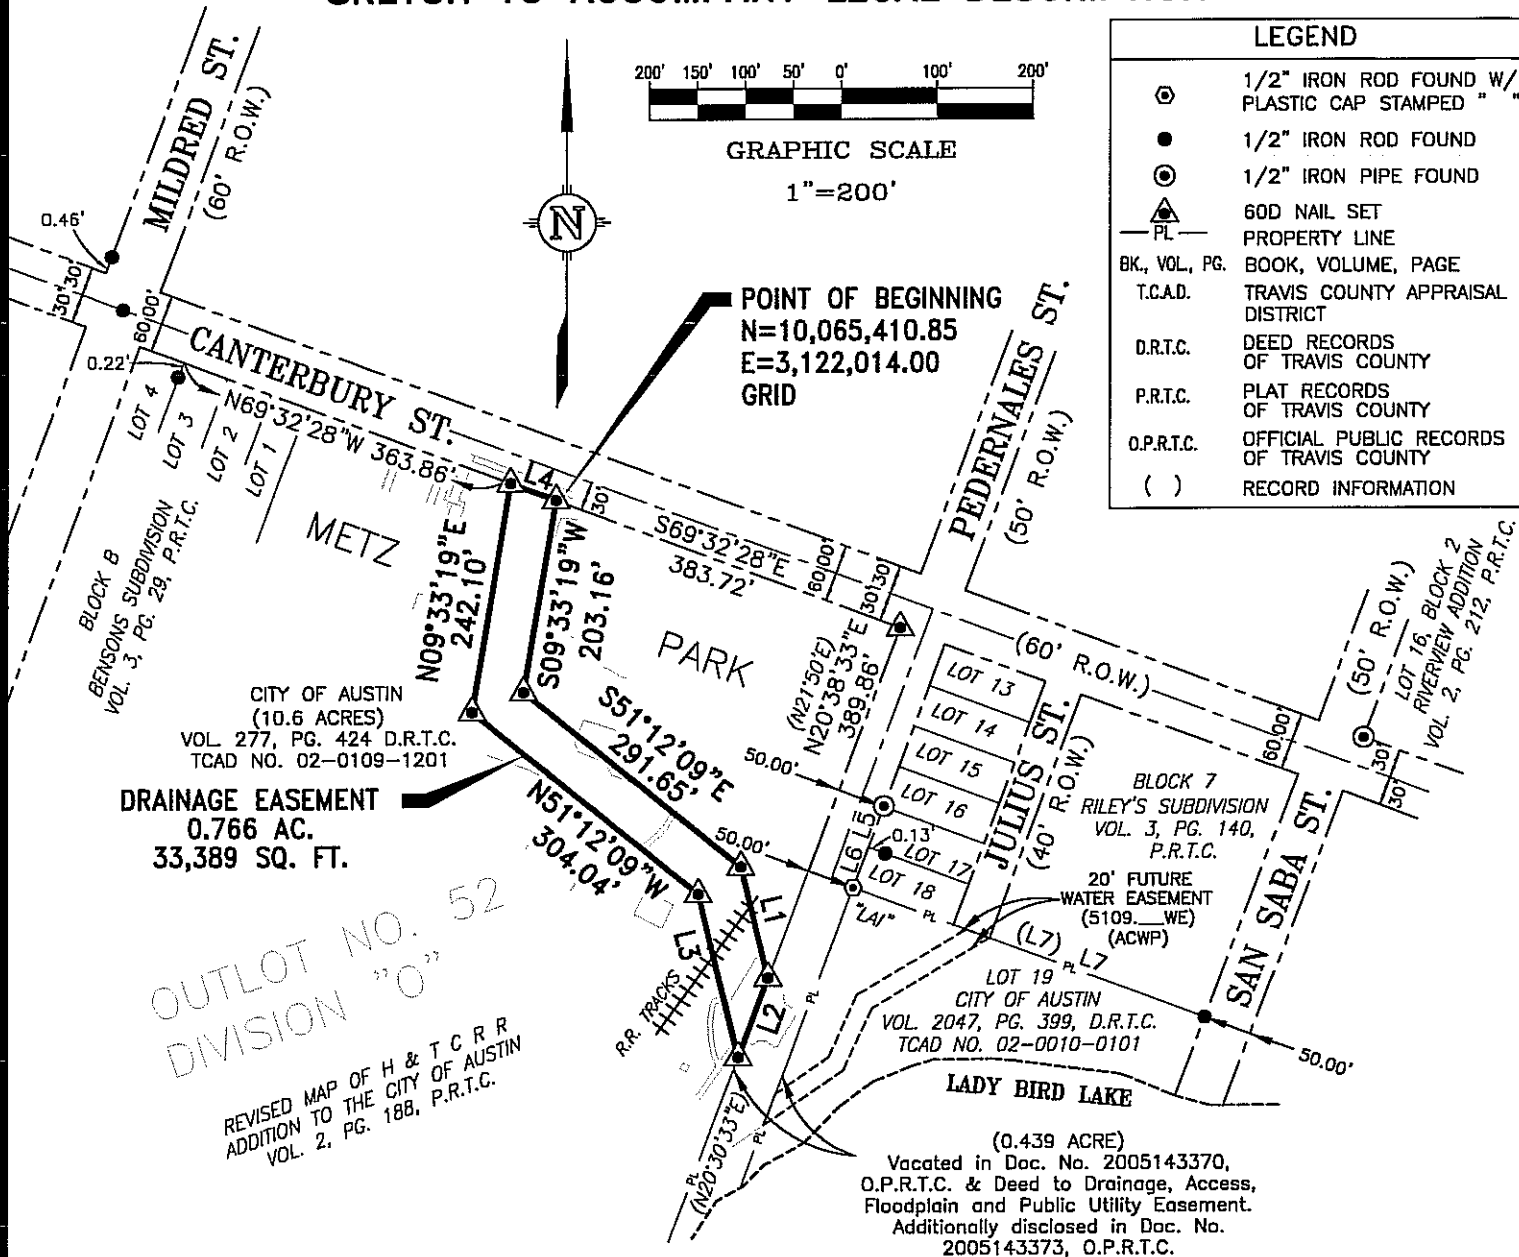 LEGEND
1/2" IRON ROD FOUND W/
PLASTIC CAP STAMPED " "
1/2" IRON ROD FOUND
1/2" IRON PIPE FOUND
60D NAIL SET
PL
PROPERTY LINE
BK., VOL., PG.
BOOK, VOLUME, PAGE
T.C.A.D.
TRAVIS COUNTY APPRAISAL
DISTRICT
D.R.T.C.
DEED RECORDS
OF TRAVIS COUNTY
P.R.T.C.
PLAT RECORDS
OF TRAVIS COUNTY
O.P.R.T.C.
OFFICIAL PUBLIC RECORDS
OF TRAVIS COUNTY
( )
RECORD INFORMATION
200' 150' 100' 50' 0' 100' 200'
GRAPHIC SCALE
1"=200'
N
MILDRED ST.
(60' R.O.W.)
0.46'
30'
30'
60.00'
0.22'
CANTERBURY ST.
N69°32'28"W 363.86'
LOT 4
LOT 3
LOT 2
LOT 1
BLOCK B
BENSONS SUBDIVISION
VOL. 3, PG. 29, P.R.T.C.
POINT OF BEGINNING
N=10,065,410.85
E=3,122,014.00
GRID
L4
30'
S69°32'28"E
383.72'
60.00'
30'
30'
PEDERNALES ST.
(50' R.O.W.)
(60' R.O.W.)
METZ
PARK
N09°33'19"E
242.10'
S09°33'19"W
203.16'
S51°12'09"E
291.65'
N51°12'09"W
304.04'
CITY OF AUSTIN
(10.6 ACRES)
VOL. 277, PG. 424 D.R.T.C.
TCAD NO. 02-0109-1201
DRAINAGE EASEMENT
0.766 AC.
33,389 SQ. FT.
OUTLOT NO. 52
DIVISION "O"
REVISED MAP OF H & T C R R
ADDITION TO THE CITY OF AUSTIN
VOL. 2, PG. 188, P.R.T.C.
(N21°50'E)
N20°38'33"E
389.86'
50.00'
50.00'
L5
L6
0.13'
"LAI"
LOT 13
LOT 14
LOT 15
LOT 16
LOT 17
LOT 18
JULIUS ST.
(40' R.O.W.)
BLOCK 7
RILEY'S SUBDIVISION
VOL. 3, PG. 140,
P.R.T.C.
20' FUTURE
WATER EASEMENT
(5109.__WE)
(ACWP)
PL
(L7)
PL
L7
LOT 19
CITY OF AUSTIN
VOL. 2047, PG. 399, D.R.T.C.
TCAD NO. 02-0010-0101
LADY BIRD LAKE
SAN SABA ST.
(50' R.O.W.)
60.00'
30'
30'
50.00'
LOT 16, BLOCK 2
RIVERVIEW ADDITION
VOL. 2, PG. 212, P.R.T.C.
L1
L2
L3
R.R. TRACKS
PL
PL
PL
(N20°30'33"E)
(0.439 ACRE)
Vacated in Doc. No. 2005143370,
O.P.R.T.C. & Deed to Drainage, Access,
Floodplain and Public Utility Easement.
Additionally disclosed in Doc. No.
2005143373, O.P.R.T.C.